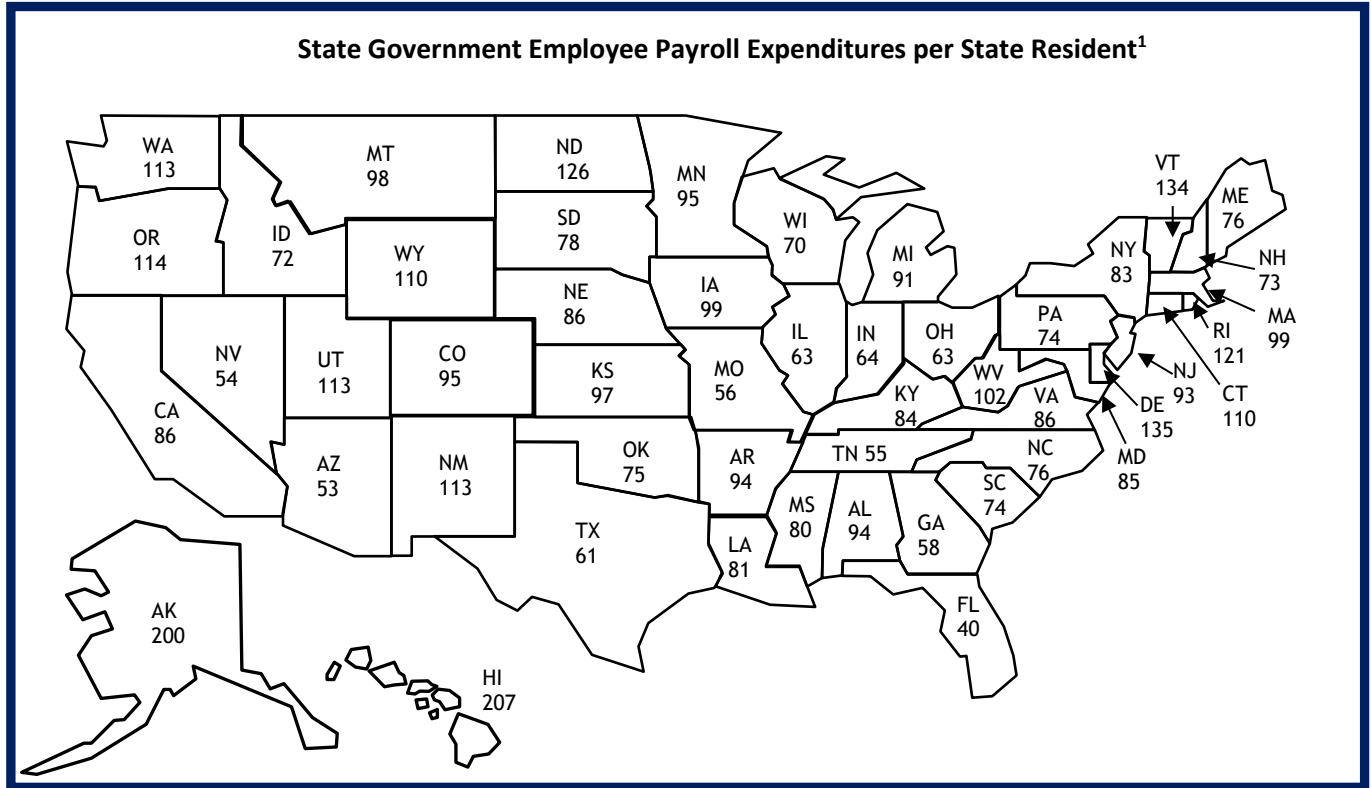 State Government Employee Payroll Expenditures per State Resident¹
WA
113
MT
98
ND
126
MN
95
VT
134
ME
76
OR
114
ID
72
WY
110
SD
78
WI
70
MI
91
NY
83
NH
73
NV
54
UT
113
CO
95
NE
86
IA
99
IL
63
IN
64
OH
63
PA
74
MA
99
RI
121
NJ
93
CT
110
CA
86
KS
97
MO
56
KY
84
WV
102
VA
86
DE
135
MD
85
AZ
53
NM
113
OK
75
AR
94
TN 55
NC
76
SC
74
TX
61
LA
81
MS
80
AL
94
GA
58
FL
40
AK
200
HI
207